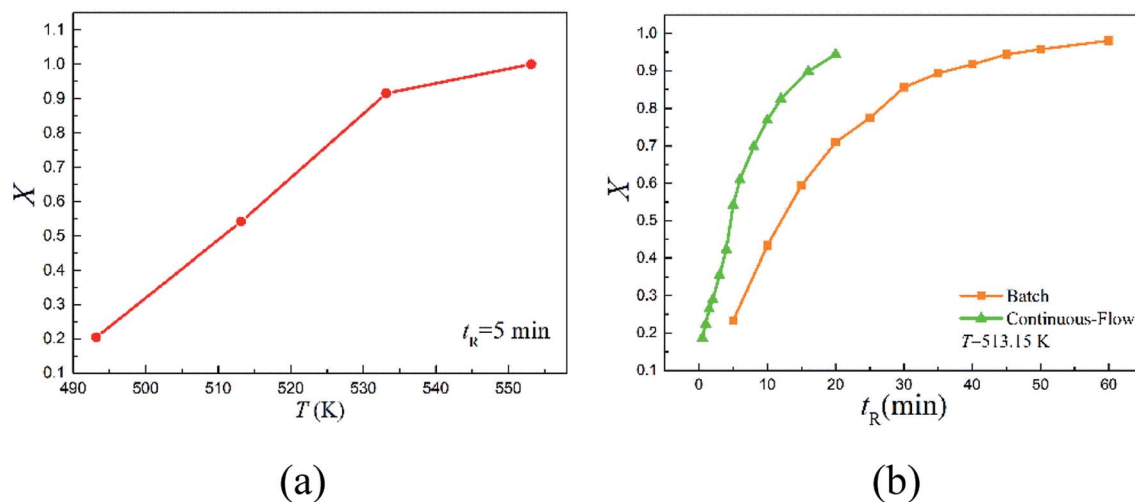 1.1
1.0
0.9
0.8
0.7
0.6
0.5
0.4
0.3
0.2
0.1
X
490 500 510 520 530 540 550
T (K)
t_R=5 min
(a)
1.0
0.9
0.8
0.7
0.6
0.5
0.4
0.3
0.2
0.1
X
0 10 20 30 40 50 60
t_R(min)
Batch
Continuous-Flow
T–513.15 K
(b)